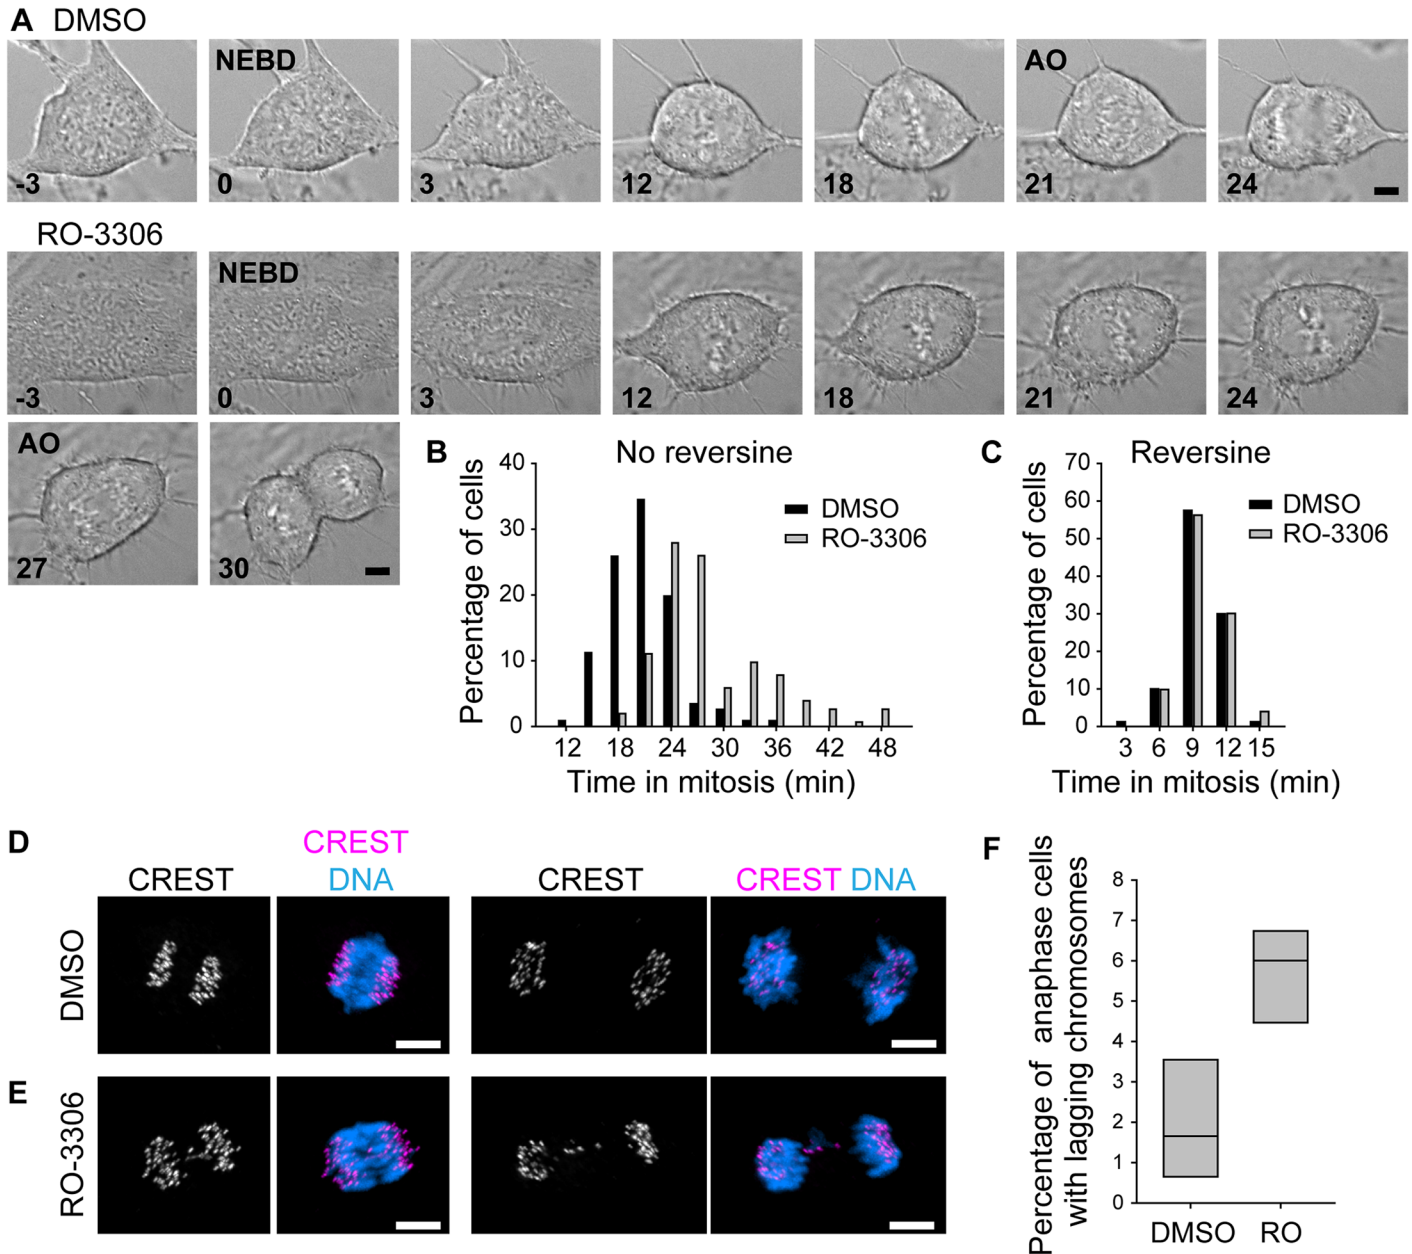 A DMSO
NEBD
AO
-3
0
3
12
18
21
24
RO-3306
NEBD
-3
0
3
12
18
21
24
AO
27
30
B
No reversine
Percentage of cells
40
30
20
10
0
DMSO
RO-3306
12 18 24 30 36 42 48
Time in mitosis (min)
C
Reversine
Percentage of cells
70
60
50
40
30
20
10
0
DMSO
RO-3306
3 6 9 12 15
Time in mitosis (min)
D
CREST
CREST
DNA
CREST
CREST DNA
DMSO
E
RO-3306
F
Percentage of anaphase cells
with lagging chromosomes
8
7
6
5
4
3
2
1
0
DMSO RO